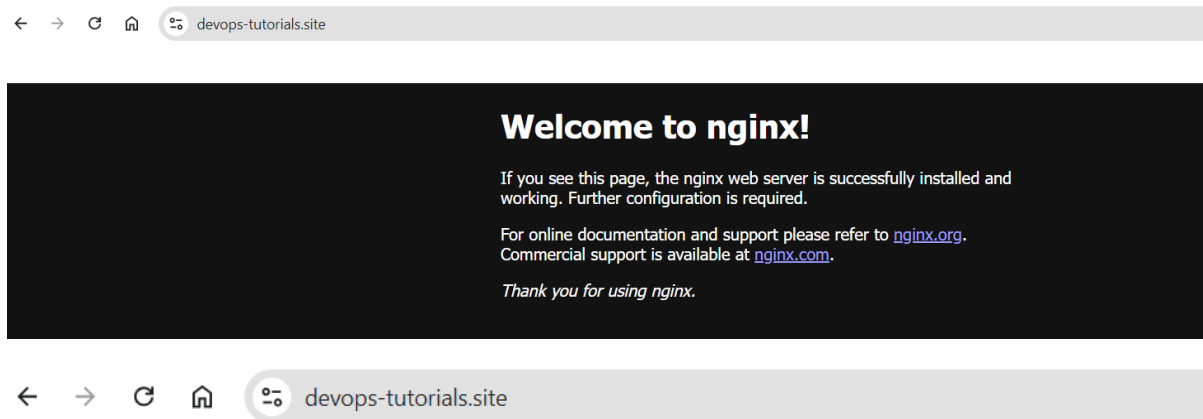 devops-tutorials.site
Welcome to nginx!
If you see this page, the nginx web server is successfully installed and
working. Further configuration is required.
For online documentation and support please refer to nginx.org.
Commercial support is available at nginx.com.
Thank you for using nginx.
devops-tutorials.site